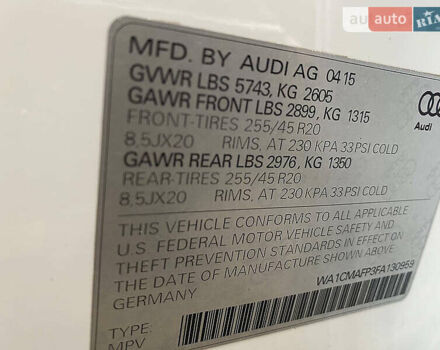 auto RIA
MFD. BY AUDI AG 04 15
GVWR LBS 5743, KG 2605
GAWR FRONT LBS 2899, KG 1315
FRONT-TIRES 255/45 R20
8,5JX20 RIMS, AT 230 KPA 33 PSI COLD
GAWR REAR LBS 2976, KG 1350
REAR-TIRES 255/45 R20
8,5JX20 RIMS, AT 230 KPA 33 PSI COLD
Audi
THIS VEHICLE CONFORMS TO ALL APPLICABLE
U.S. FEDERAL MOTOR VEHICLE SAFETY AND
THEFT PREVENTION STANDARDS IN EFFECT ON
THE DATE OF MANUFACTURE SHOWN ABOVE.
GERMANY WA1CMAFP3FA130959
TYPE:
MPV